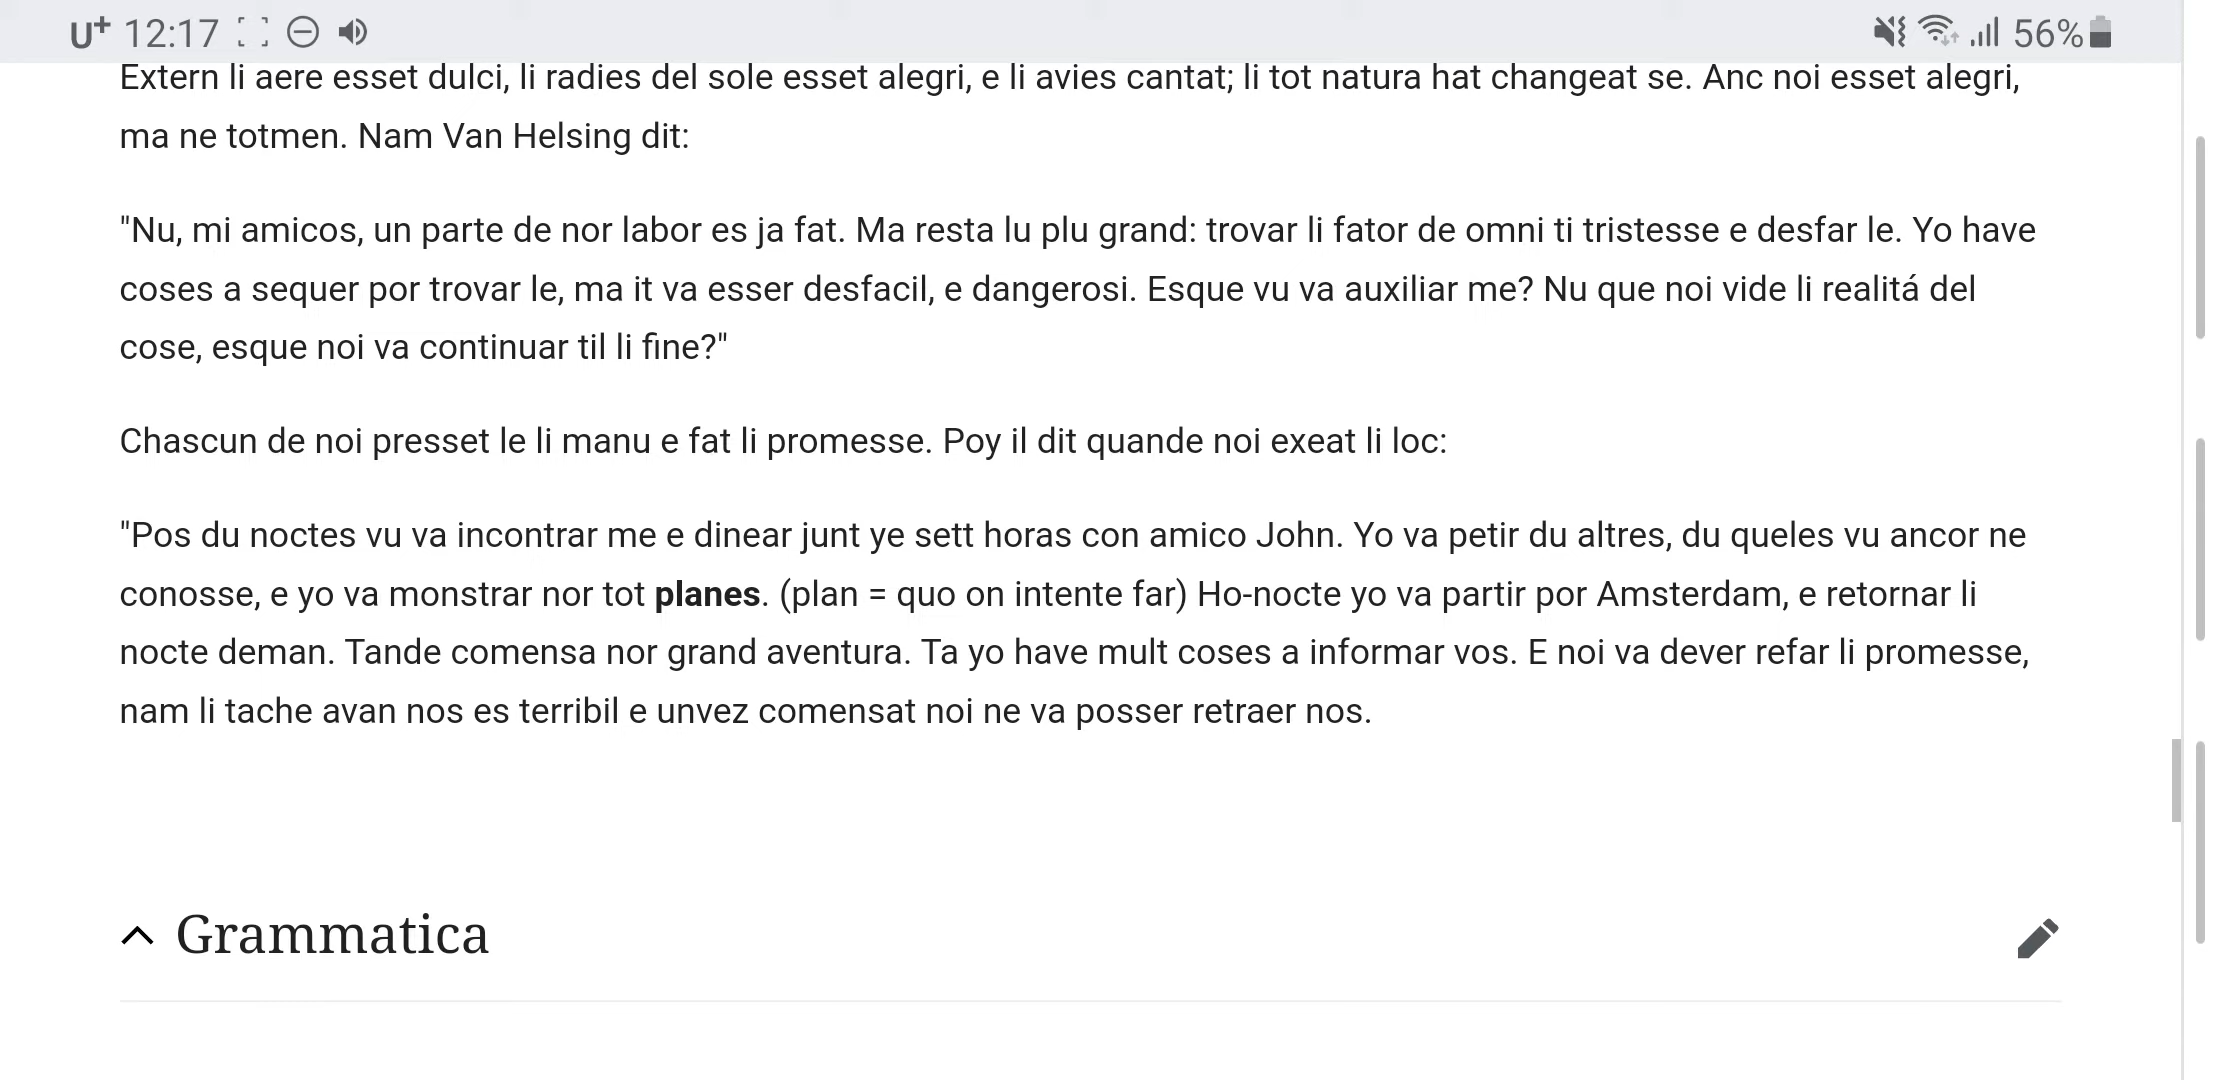 U+ 12:17 56%
Extern li aere esset dulci, li radies del sole esset alegri, e li avies cantat; li tot natura hat changeat se. Anc noi esset alegri,
ma ne totmen. Nam Van Helsing dit:
"Nu, mi amicos, un parte de nor labor es ja fat. Ma resta lu plu grand: trovar li fator de omni ti tristesse e desfar le. Yo have
coses a sequer por trovar le, ma it va esser desfacil, e dangerosi. Esque vu va auxiliar me? Nu que noi vide li realitá del
cose, esque noi va continuar til li fine?"
Chascun de noi presset le li manu e fat li promesse. Poy il dit quande noi exeat li loc:
"Pos du noctes vu va incontrar me e dinear junt ye sett horas con amico John. Yo va petir du altres, du queles vu ancor ne
conosse, e yo va monstrar nor tot planes. (plan = quo on intente far) Ho-nocte yo va partir por Amsterdam, e retornar li
nocte deman. Tande comensa nor grand aventura. Ta yo have mult coses a informar vos. E noi va dever refar li promesse,
nam li tache avan nos es terribil e unvez comensat noi ne va posser retraer nos.
Grammatica